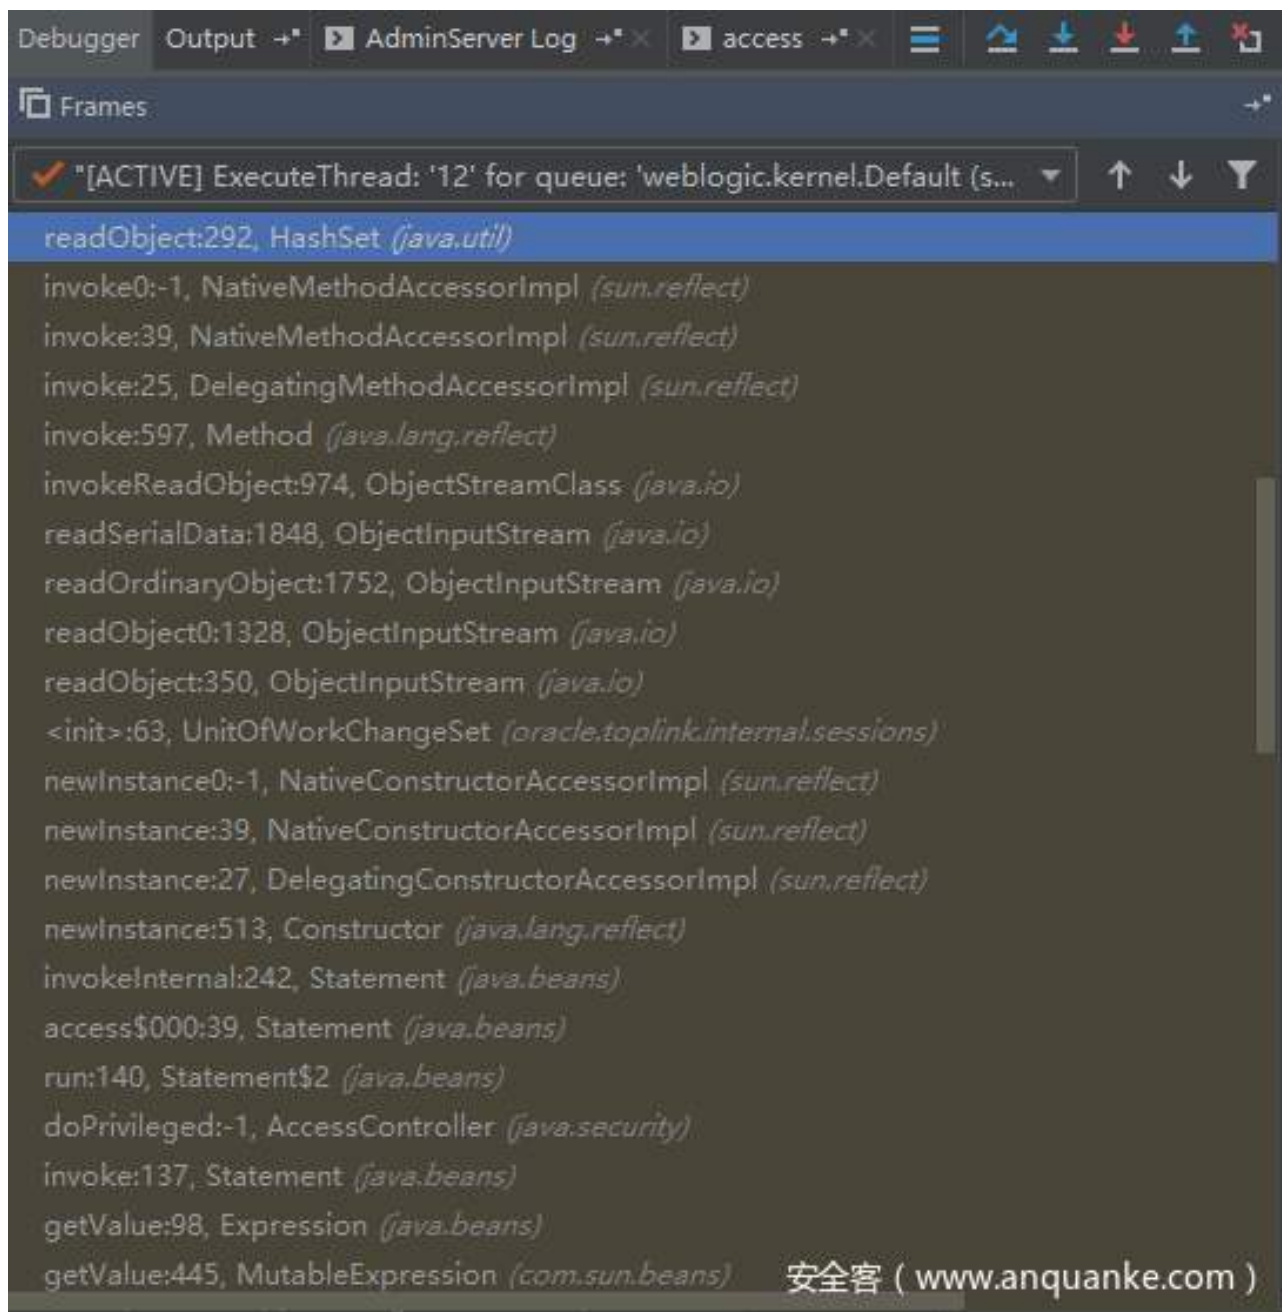 Debugger Output AdminServer Log access
Frames
"[ACTIVE] ExecuteThread: '12' for queue: 'weblogic.kernel.Default (s...
readObject:292, HashSet (java.util)
invoke0:-1, NativeMethodAccessorImpl (sun.reflect)
invoke:39, NativeMethodAccessorImpl (sun.reflect)
invoke:25, DelegatingMethodAccessorImpl (sun.reflect)
invoke:597, Method (java.lang.reflect)
invokeReadObject:974, ObjectStreamClass (java.io)
readSerialData:1848, ObjectInputStream (java.io)
readOrdinaryObject:1752, ObjectInputStream (java.io)
readObject0:1328, ObjectInputStream (java.io)
readObject:350, ObjectInputStream (java.io)
<init>:63, UnitOfWorkChangeSet (oracle.toplink.internal.sessions)
newInstance0:-1, NativeConstructorAccessorImpl (sun.reflect)
newInstance:39, NativeConstructorAccessorImpl (sun.reflect)
newInstance:27, DelegatingConstructorAccessorImpl (sun.reflect)
newInstance:513, Constructor (java.lang.reflect)
invokeInternal:242, Statement (java.beans)
access$000:39, Statement (java.beans)
run:140, Statement$2 (java.beans)
doPrivileged:-1, AccessController (java.security)
invoke:137, Statement (java.beans)
getValue:98, Expression (java.beans)
getValue:445, MutableExpression (com.sun.beans)
安全客（www.anquanke.com）